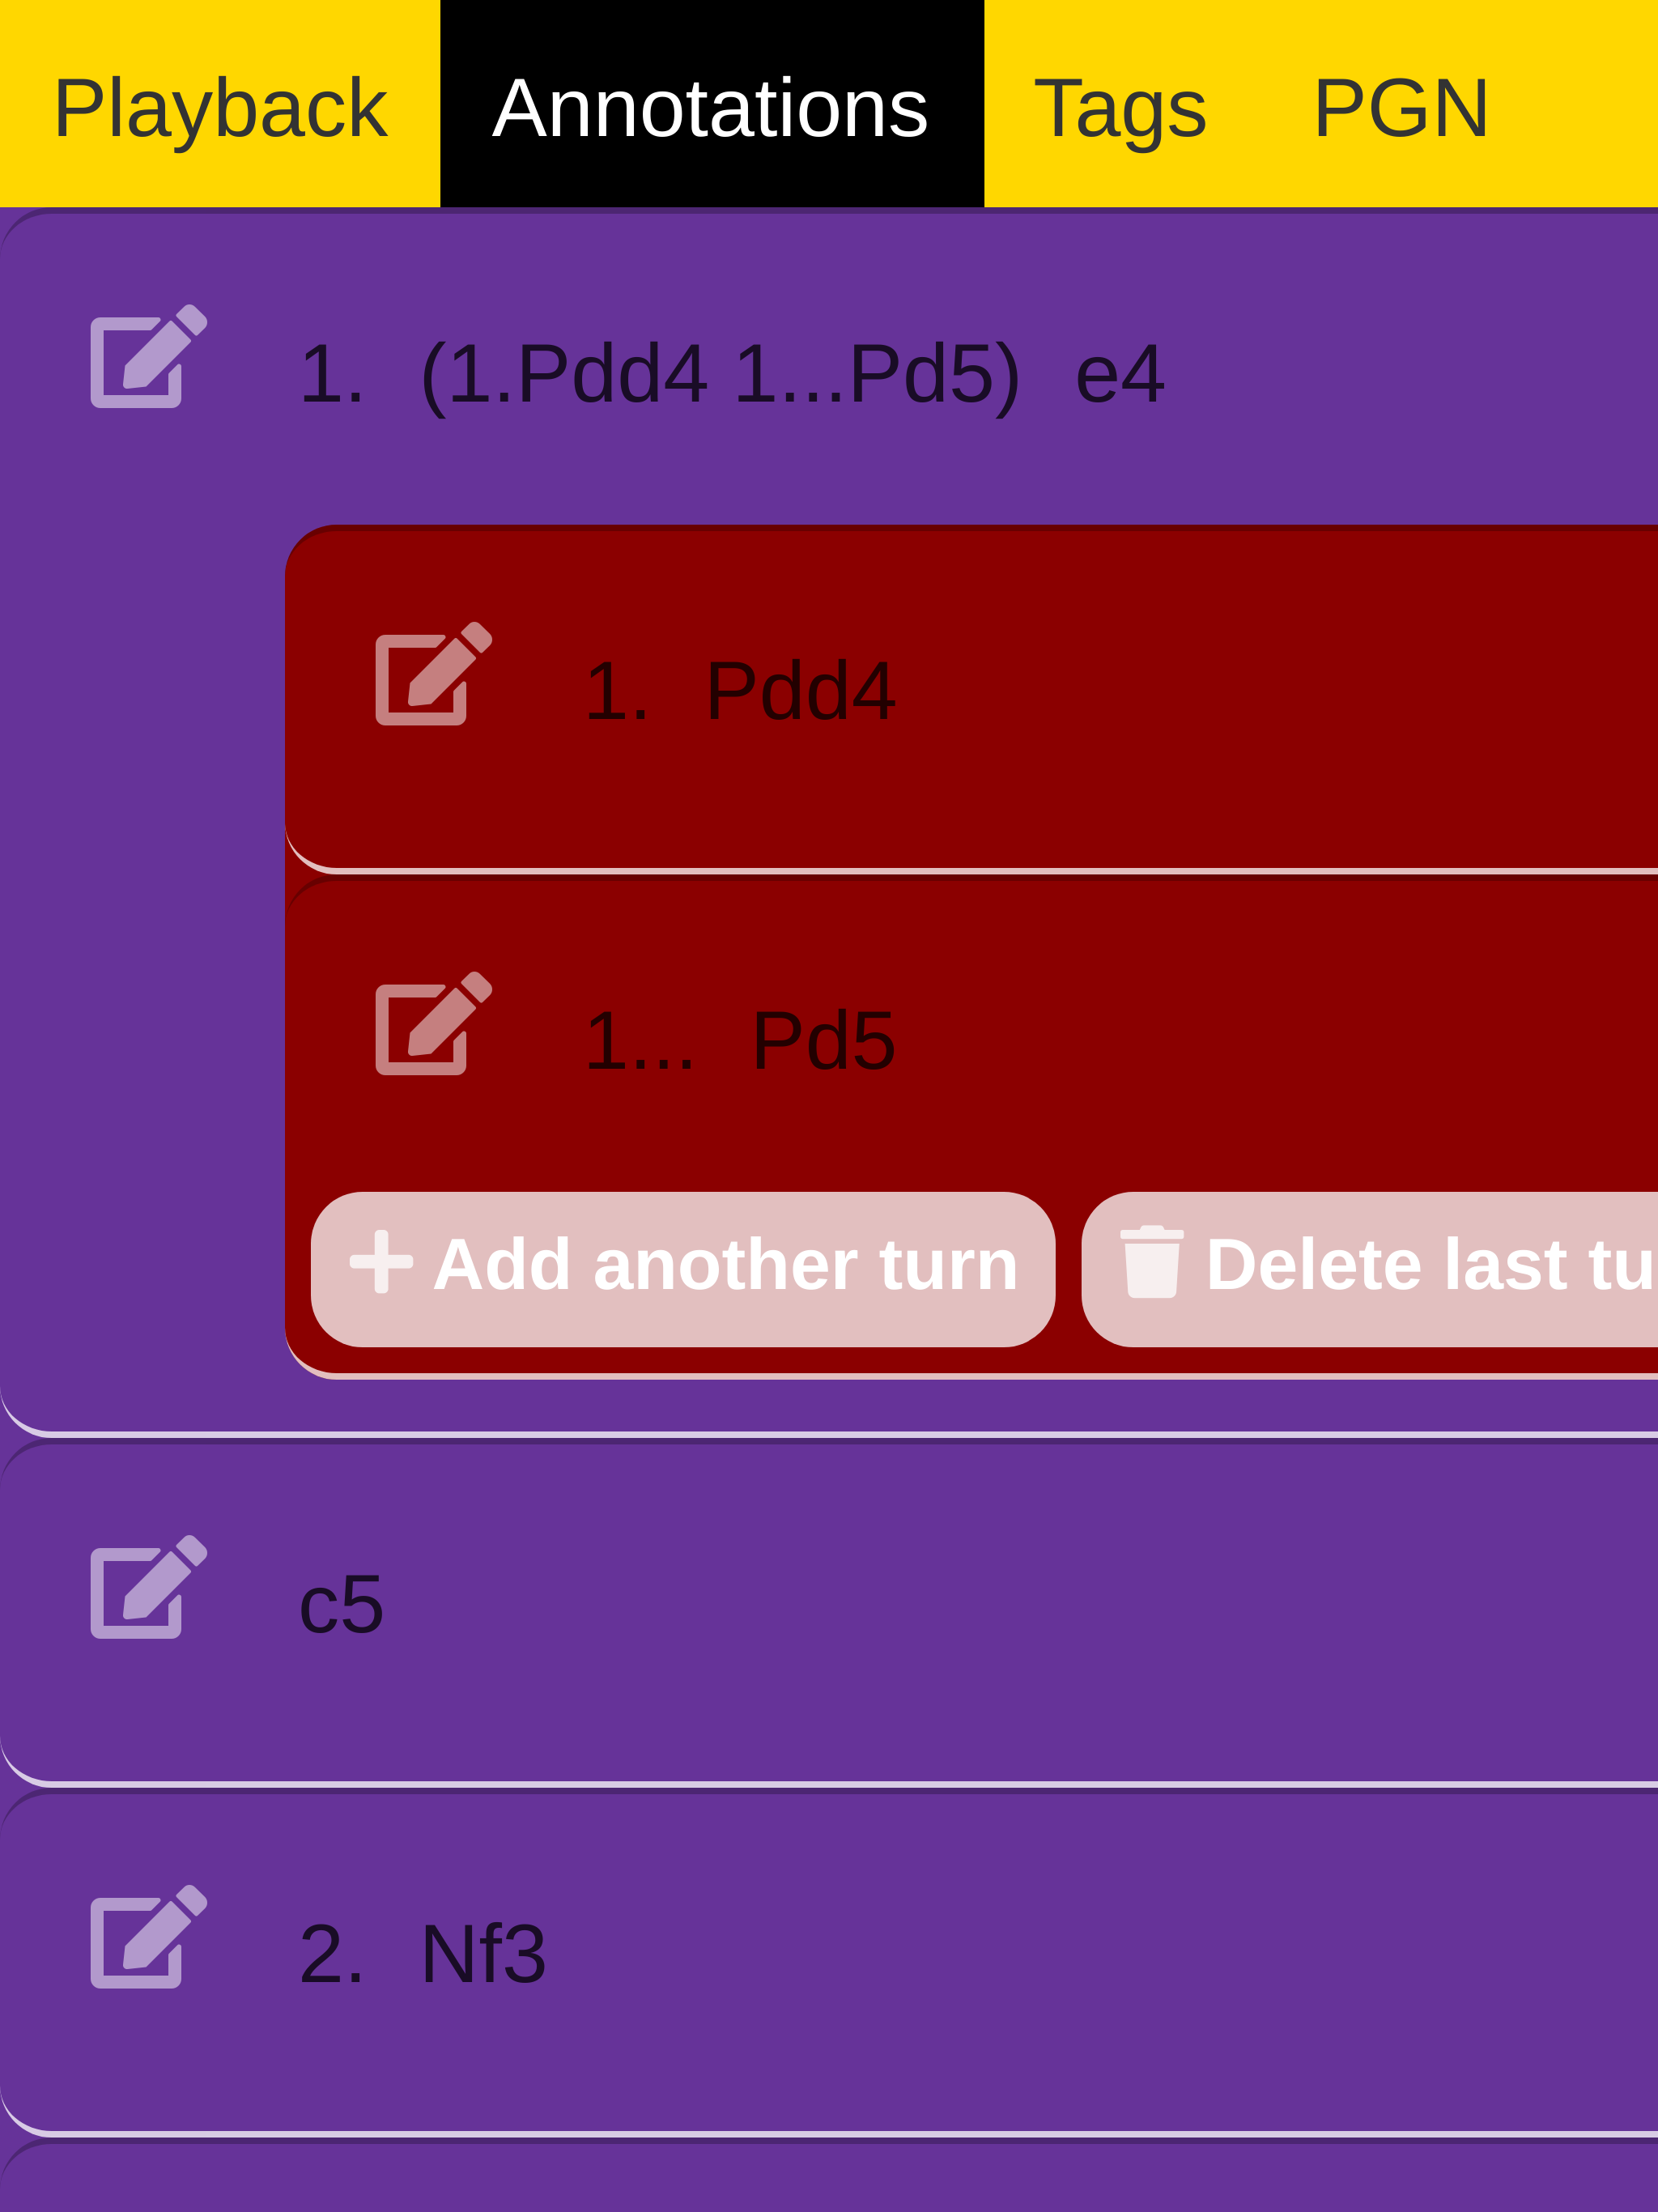 Playback Annotations Tags PGN
1. (1.Pdd4 1...Pd5) e4
1. Pdd4
1... Pd5
Add another turn Delete last tu
c5
2. Nf3